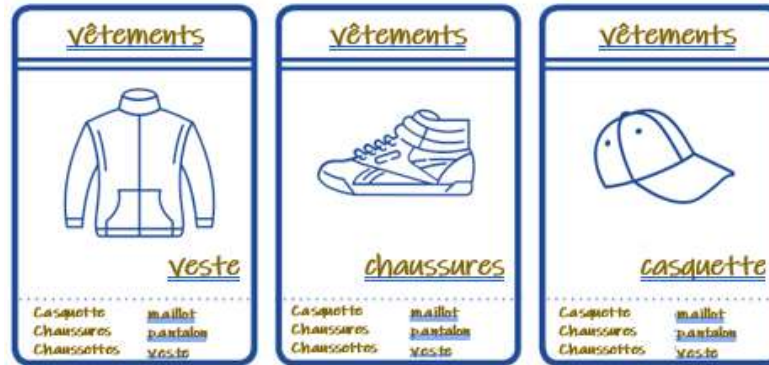 vêtements
veste
Casquette maillot
Chaussures pantalon
Chaussettes veste
vêtements
chaussures
Casquette maillot
Chaussures pantalon
Chaussettes veste
vêtements
casquette
Casquette maillot
Chaussures pantalon
Chaussettes veste